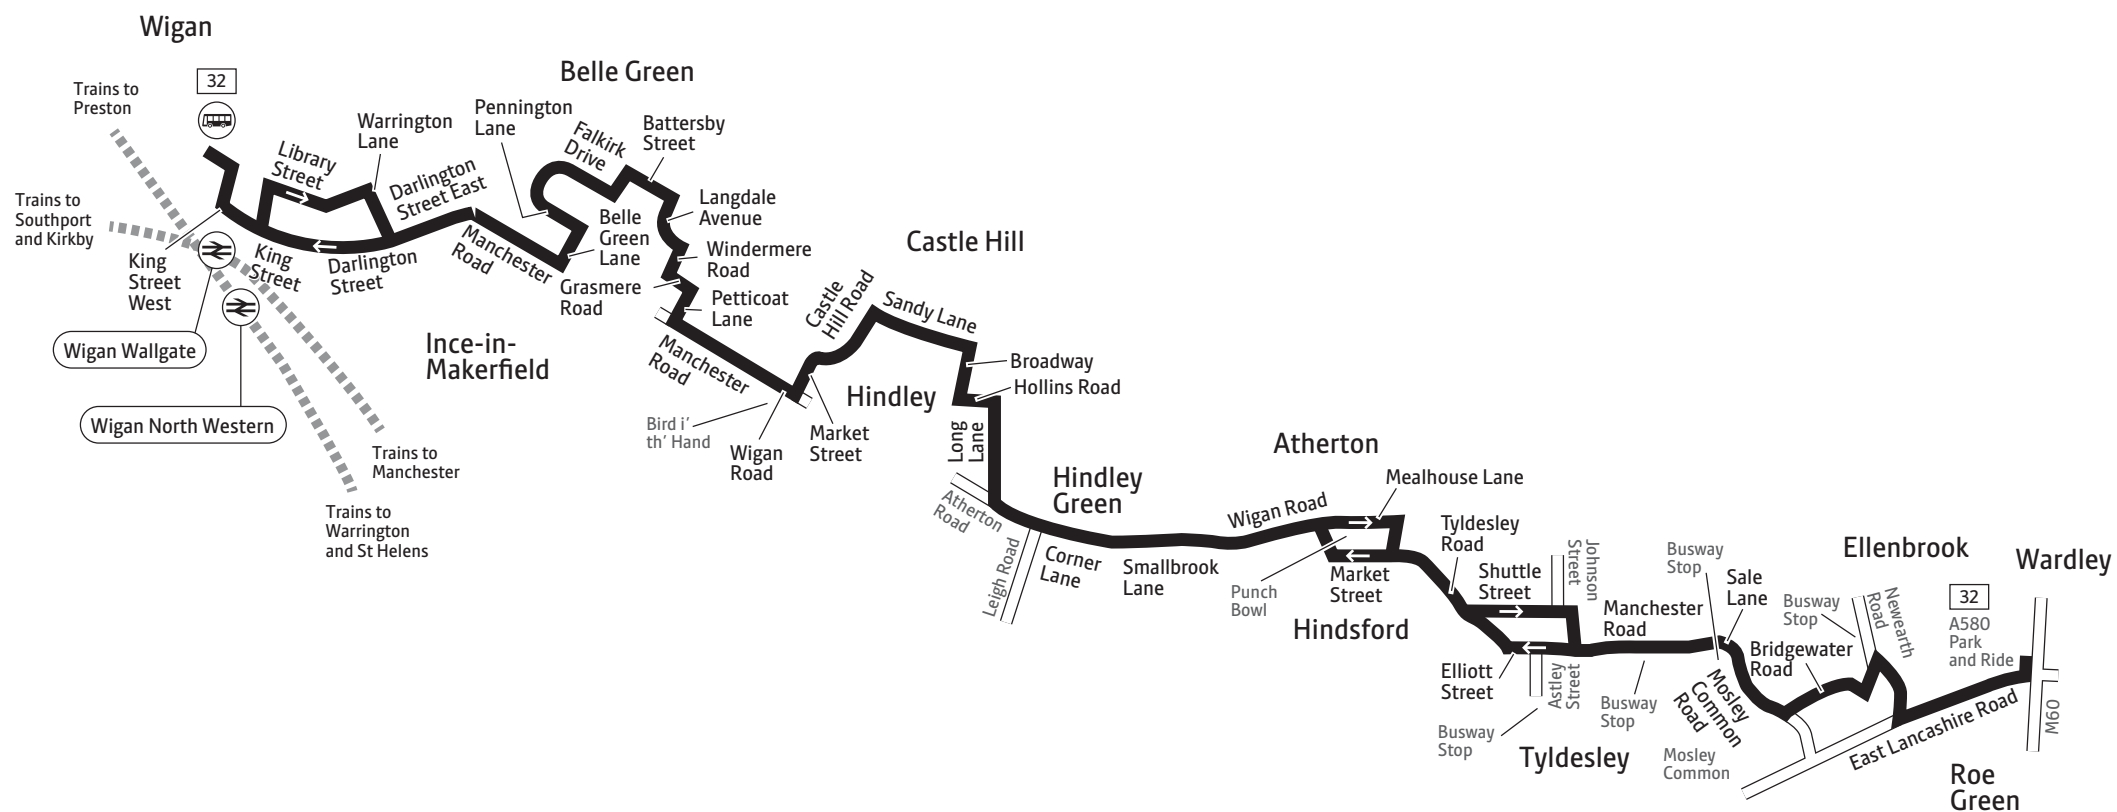 Wigan
32
Trains to
Preston
Trains to
Southport
and Kirkby
King
Street
West
Wigan Wallgate
Wigan North Western
Library
Street
Warrington
Lane
King
Street
Darlington
Street
Darlington
Street East
Trains to
Manchester
Trains to
Warrington
and St Helens
Ince-in-
Makerfield
Manchester
Road
Belle Green
Pennington
Lane
Falkirk
Drive
Battersby
Street
Belle
Green
Lane
Langdale
Avenue
Windermere
Road
Grasmere
Road
Petticoat
Lane
Manchester
Road
Bird i'
th' Hand
Wigan
Road
Market
Street
Castle
Hill Road
Hindley
Castle Hill
Sandy Lane
Broadway
Hollins Road
Long
Lane
Atherton
Road
Leigh Road
Hindley
Green
Corner
Lane
Smallbrook
Lane
Wigan Road
Atherton
Mealhouse Lane
Punch
Bowl
Market
Street
Hindsford
Tyldesley
Road
Shuttle
Street
Johnson
Street
Elliott
Street
Astley
Street
Busway
Stop
Tyldesley
Manchester
Road
Busway
Stop
Busway
Stop
Sale
Lane
Mosley
Common
Road
Mosley
Common
Bridgewater
Road
Busway
Stop
Ellenbrook
Newearth
Road
East Lancashire Road
32
A580
Park
and Ride
Wardley
M60
Roe
Green